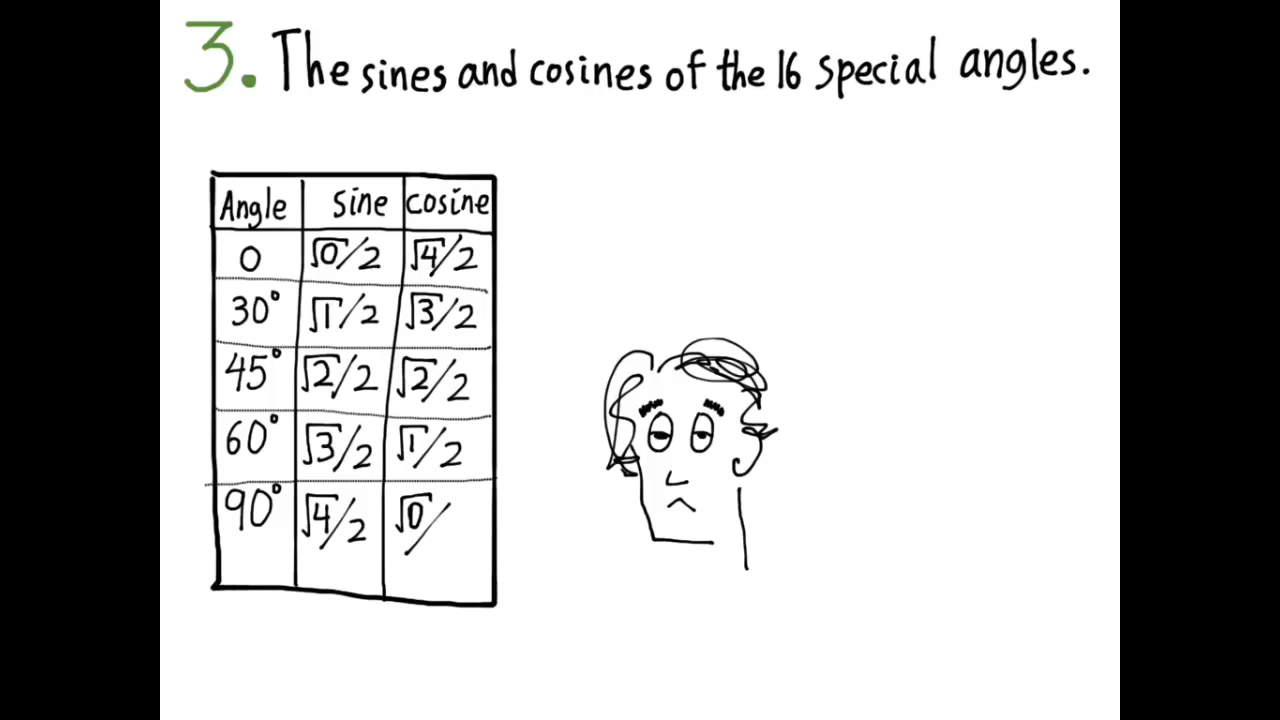 3. The sines and cosines of the 16 special angles.
Angle sine cosine
0 √0/2 √4/2
30° √1/2 √3/2
45° √2/2 √2/2
60° √3/2 √1/2
90° √4/2 √0/